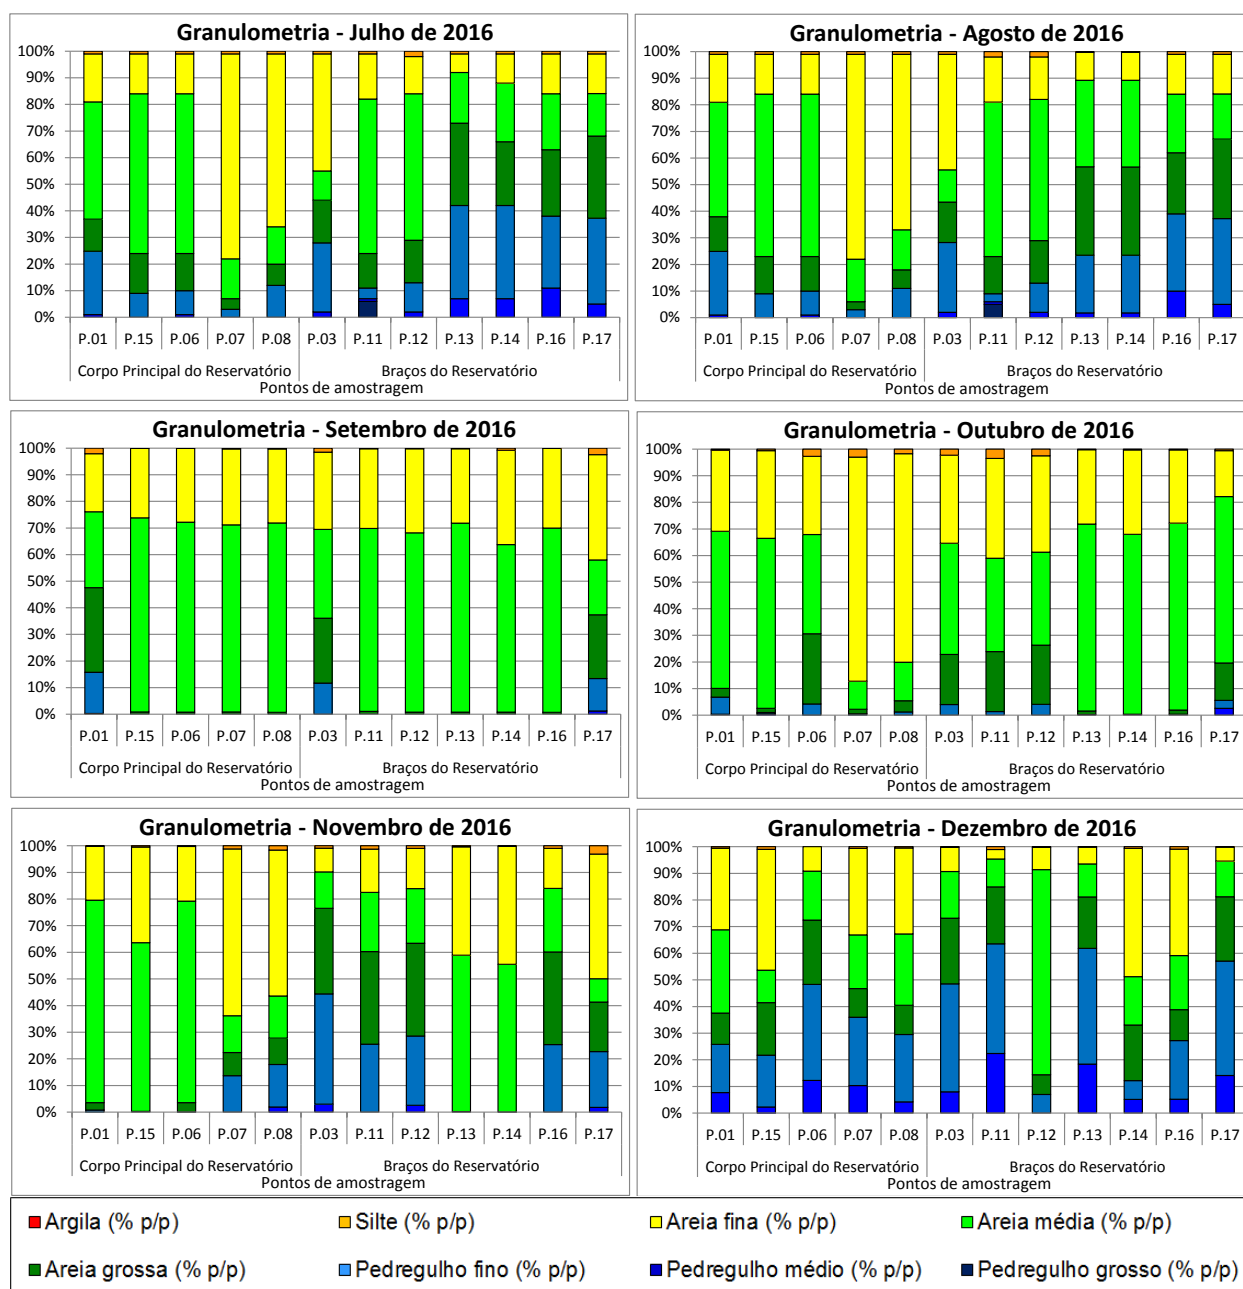 Granulometria - Julho de 2016
100%
90%
80%
70%
60%
50%
40%
30%
20%
10%
0%
P.01 P.15 P.06 P.07 P.08 P.03 P.11 P.12 P.13 P.14 P.16 P.17
Corpo Principal do Reservatório Braços do Reservatório
Pontos de amostragem
Granulometria - Agosto de 2016
100%
90%
80%
70%
60%
50%
40%
30%
20%
10%
0%
P.01 P.15 P.06 P.07 P.08 P.03 P.11 P.12 P.13 P.14 P.16 P.17
Corpo Principal do Reservatório Braços do Reservatório
Pontos de amostragem
Granulometria - Setembro de 2016
100%
90%
80%
70%
60%
50%
40%
30%
20%
10%
0%
P.01 P.15 P.06 P.07 P.08 P.03 P.11 P.12 P.13 P.14 P.16 P.17
Corpo Principal do Reservatório Braços do Reservatório
Pontos de amostragem
Granulometria - Outubro de 2016
100%
90%
80%
70%
60%
50%
40%
30%
20%
10%
0%
P.01 P.15 P.06 P.07 P.08 P.03 P.11 P.12 P.13 P.14 P.16 P.17
Corpo Principal do Reservatório Braços do Reservatório
Pontos de amostragem
Granulometria - Novembro de 2016
100%
90%
80%
70%
60%
50%
40%
30%
20%
10%
0%
P.01 P.15 P.06 P.07 P.08 P.03 P.11 P.12 P.13 P.14 P.16 P.17
Corpo Principal do Reservatório Braços do Reservatório
Pontos de amostragem
Granulometria - Dezembro de 2016
100%
90%
80%
70%
60%
50%
40%
30%
20%
10%
0%
P.01 P.15 P.06 P.07 P.08 P.03 P.11 P.12 P.13 P.14 P.16 P.17
Corpo Principal do Reservatório Braços do Reservatório
Pontos de amostragem
Argila (% p/p) Silte (% p/p) Areia fina (% p/p) Areia média (% p/p)
Areia grossa (% p/p) Pedregulho fino (% p/p) Pedregulho médio (% p/p) Pedregulho grosso (% p/p)